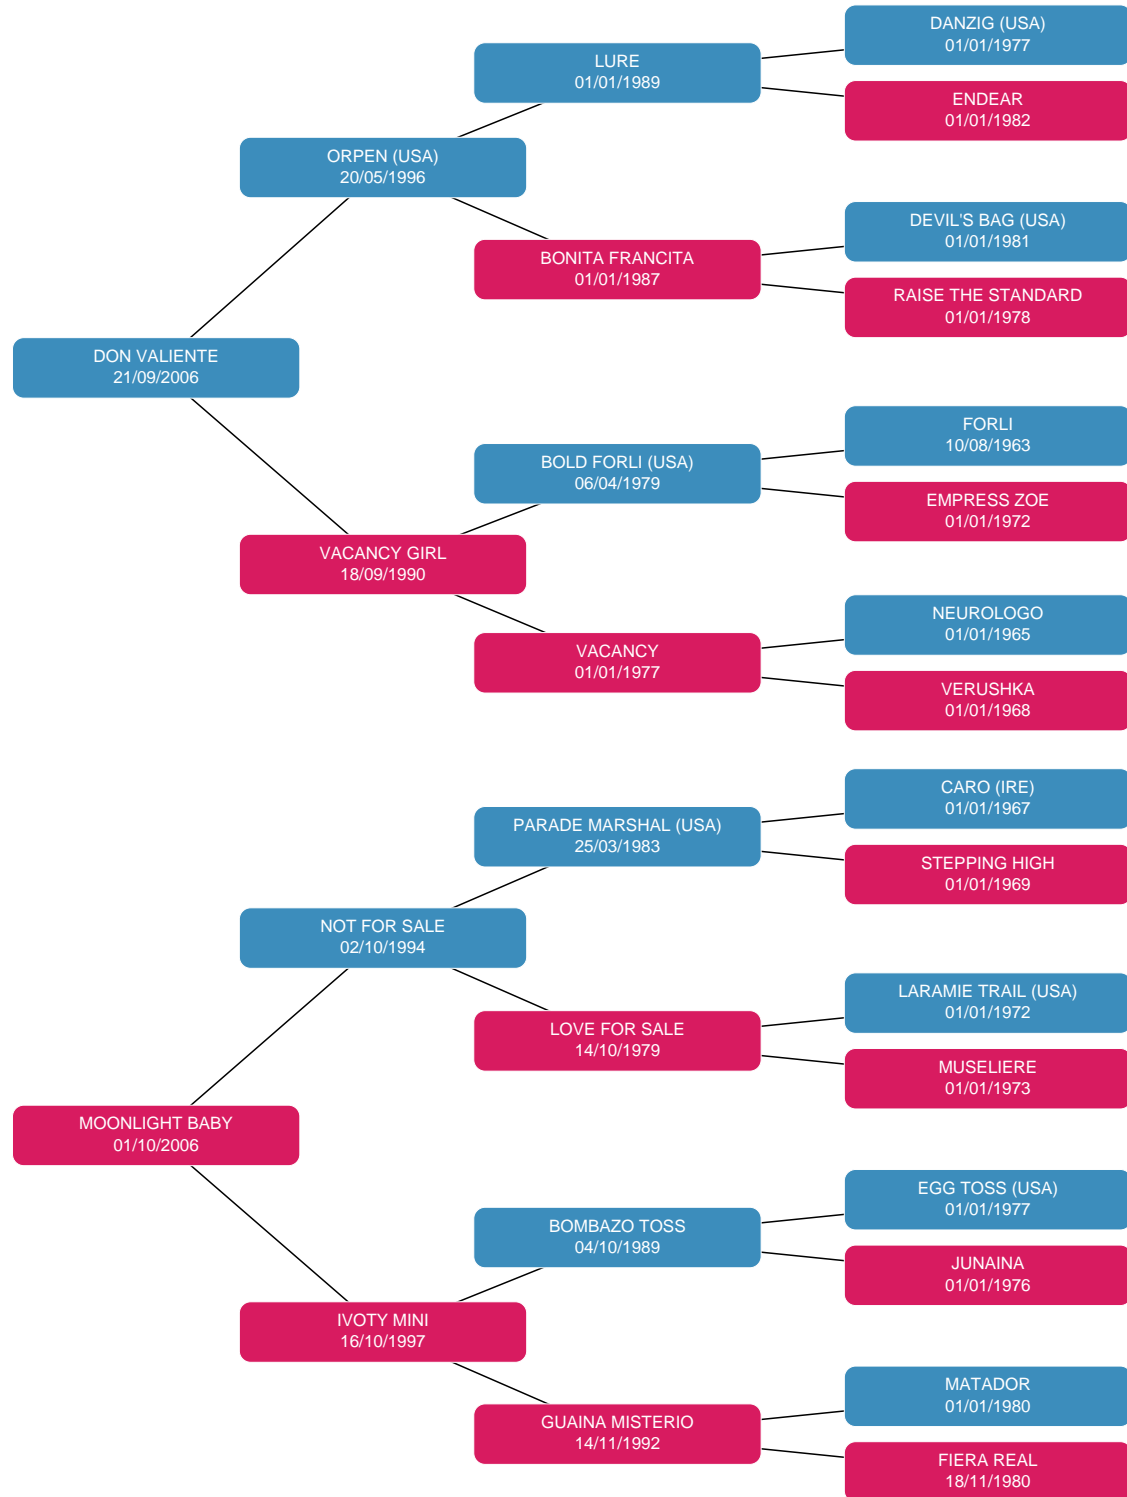 DANZIG (USA)
01/01/1977
LURE
01/01/1989
ENDEAR
01/01/1982
ORPEN (USA)
20/05/1996
DEVIL'S BAG (USA)
01/01/1981
BONITA FRANCITA
01/01/1987
RAISE THE STANDARD
01/01/1978
DON VALIENTE
21/09/2006
FORLI
10/08/1963
BOLD FORLI (USA)
06/04/1979
EMPRESS ZOE
01/01/1972
VACANCY GIRL
18/09/1990
NEUROLOGO
01/01/1965
VACANCY
01/01/1977
VERUSHKA
01/01/1968
CARO (IRE)
01/01/1967
PARADE MARSHAL (USA)
25/03/1983
STEPPING HIGH
01/01/1969
NOT FOR SALE
02/10/1994
LARAMIE TRAIL (USA)
01/01/1972
LOVE FOR SALE
14/10/1979
MUSELIERE
01/01/1973
MOONLIGHT BABY
01/10/2006
EGG TOSS (USA)
01/01/1977
BOMBAZO TOSS
04/10/1989
JUNAINA
01/01/1976
IVOTY MINI
16/10/1997
MATADOR
01/01/1980
GUAINA MISTERIO
14/11/1992
FIERA REAL
18/11/1980